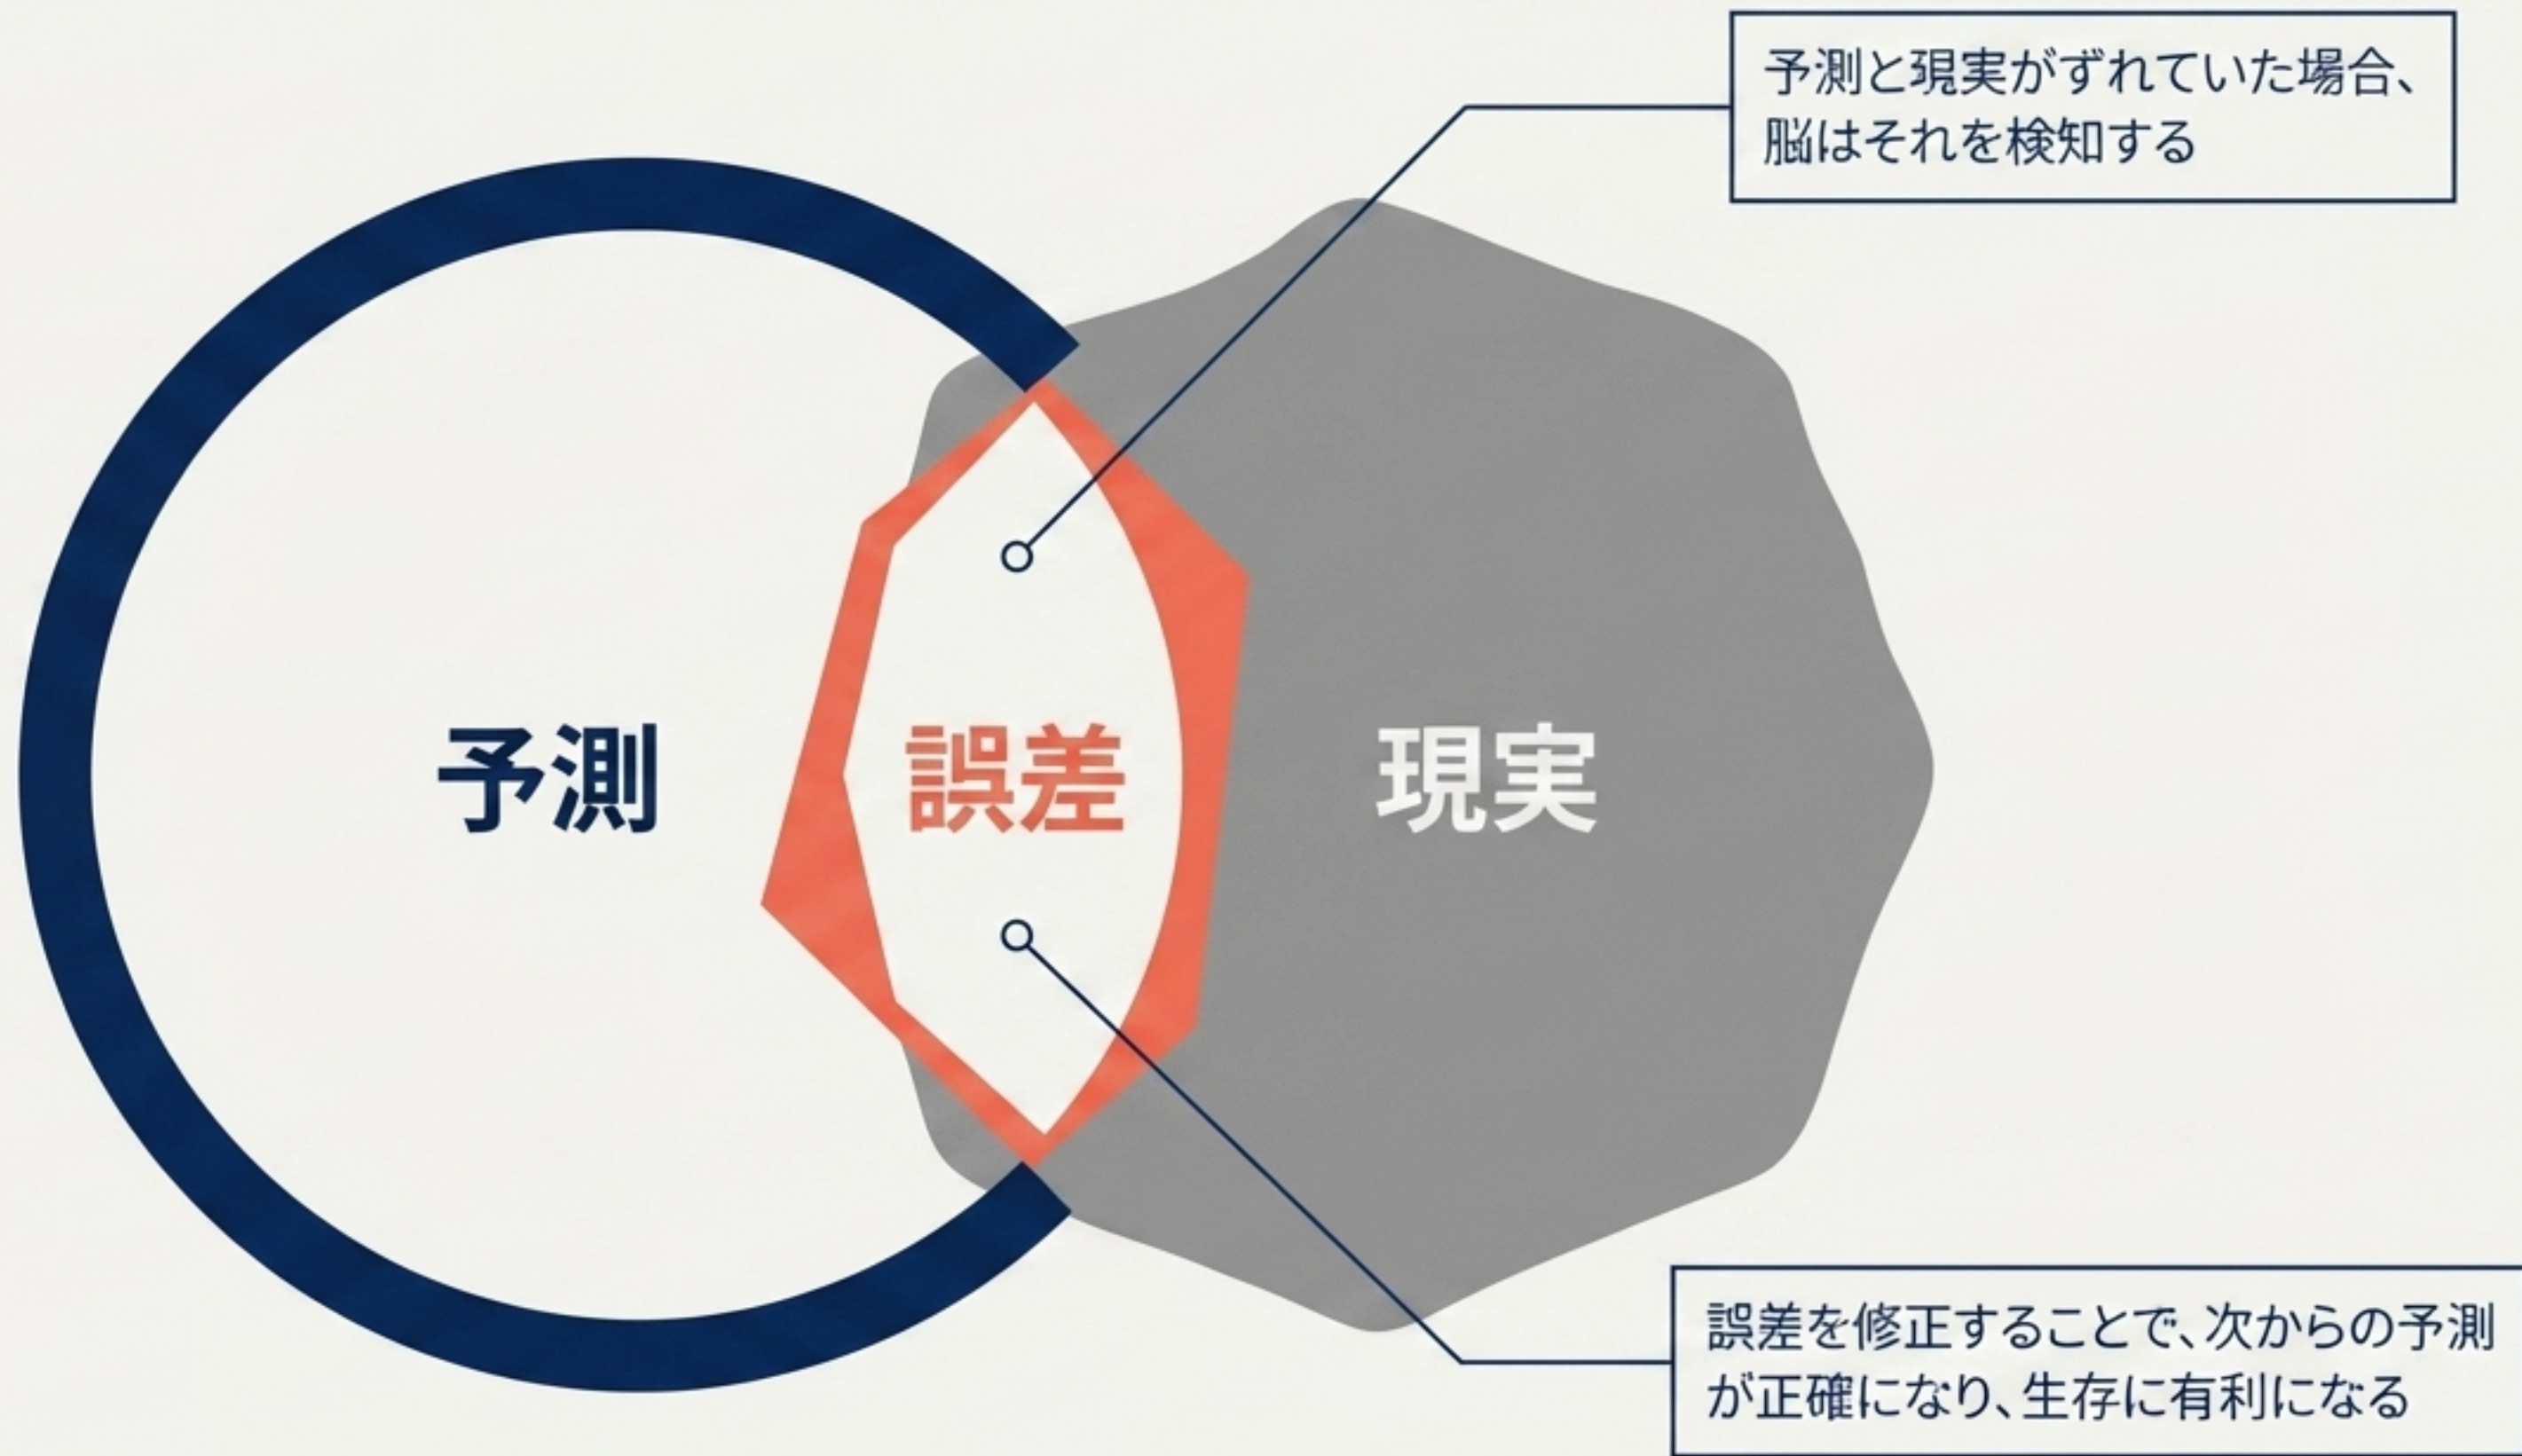 予測と現実がずれていた場合、
脳はそれを検知する
予測
誤差
現実
誤差を修正することで、次からの予測
が正確になり、生存に有利になる